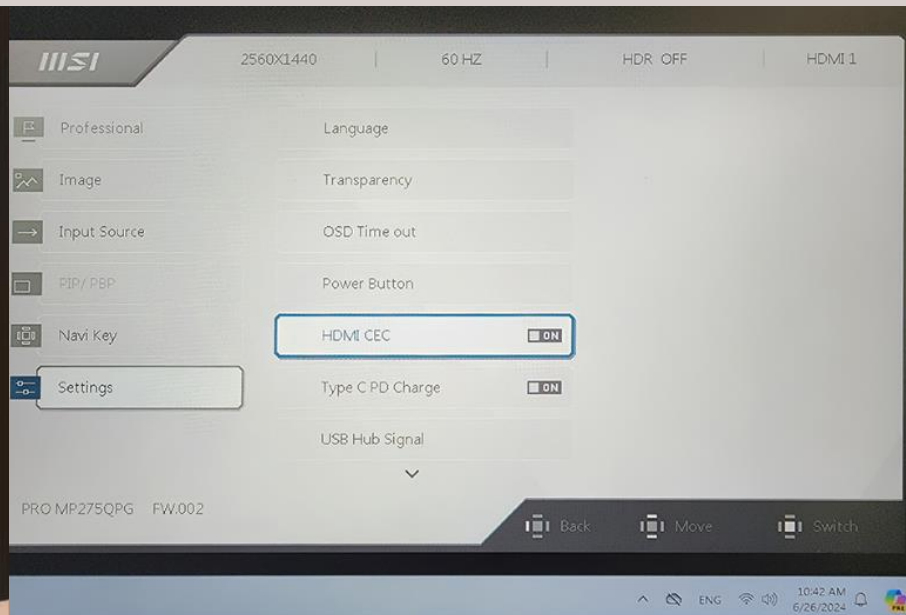 msi 2560X1440 60 HZ HDR OFF HDMI 1
Professional Language
Image Transparency
Input Source OSD Time out
PIP/ PBP Power Button
Navi Key HDMI CEC ON
Settings Type C PD Charge ON
USB Hub Signal
PRO MP275QPG FW.002
Back Move Switch
ENG 10:42 AM
6/26/2024
PRE